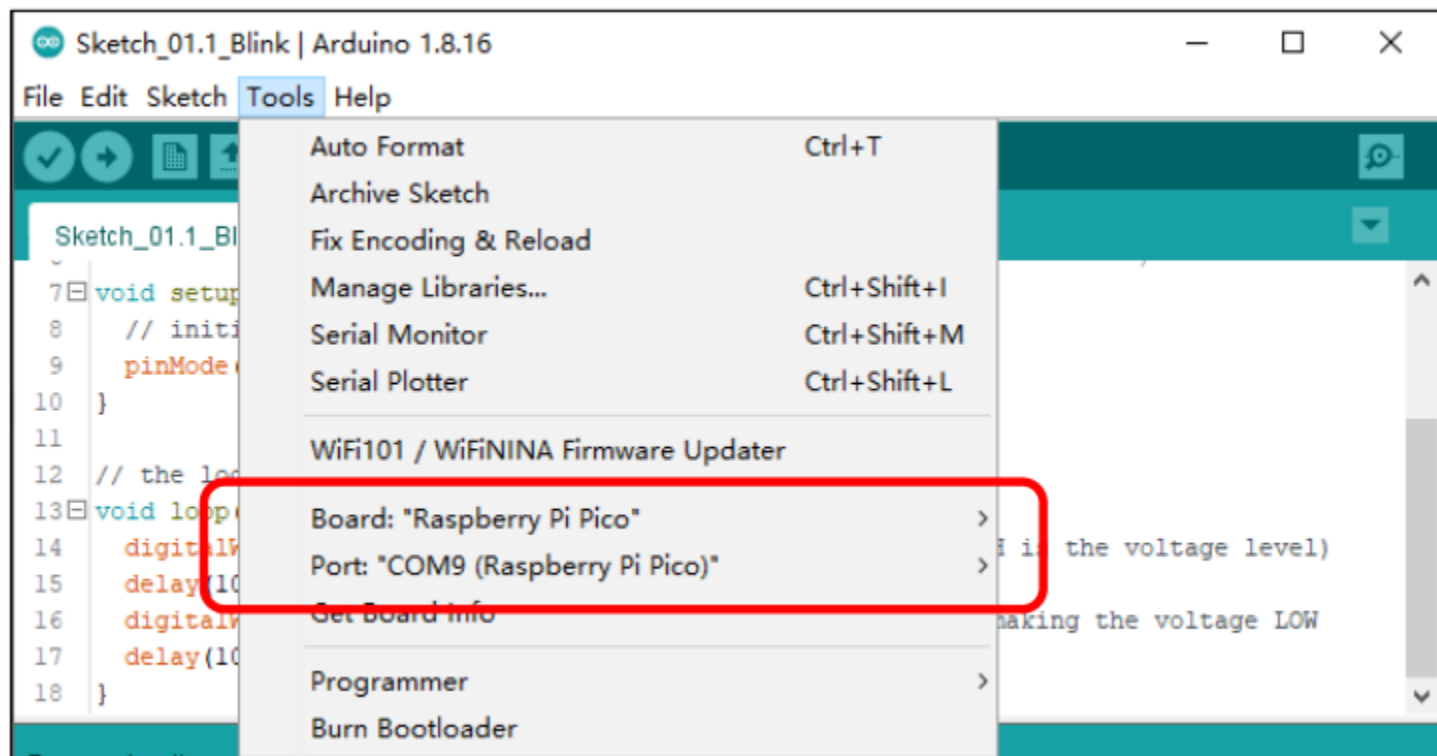 Sketch_01.1_Blink | Arduino 1.8.16
File Edit Sketch Tools Help
Auto Format Ctrl+T
Archive Sketch
Sketch_01.1_Bl
Fix Encoding & Reload
7 void setup
Manage Libraries... Ctrl+Shift+I
8 // initi
Serial Monitor Ctrl+Shift+M
9 pinMode
Serial Plotter Ctrl+Shift+L
10 }
11
WiFi101 / WiFiNINA Firmware Updater
12 // the loo
13 void loop(
Board: "Raspberry Pi Pico"
14 digitalW is the voltage level)
Port: "COM9 (Raspberry Pi Pico)"
15 delay(10
Get Board Info
16 digitalW making the voltage LOW
17 delay(10
Programmer
18 }
Burn Bootloader